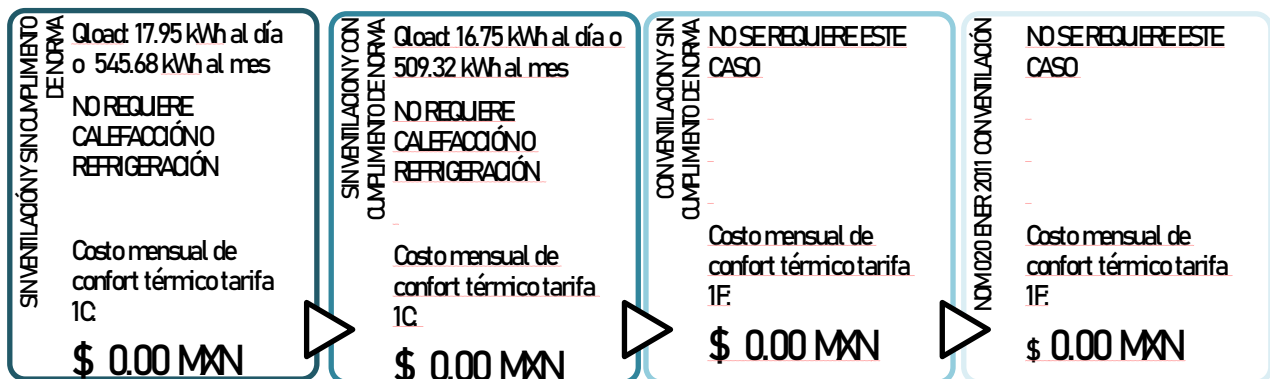 SIN VENTILACIÓN Y SIN CUMPLIMENTO
DE NORMA
Qload: 17.95 kWh al día
o 545.68 kWh al mes
NO REQUIERE
CALEFACCIÓN O
REFRIGERACIÓN
Costo mensual de
confort térmico tarifa
1C:
$ 0.00 MXN
SIN VENTILACIÓN Y CON
CUMPLIMENTO DE NORMA
Qload: 16.75 kWh al día o
509.32 kWh al mes
NO REQUIERE
CALEFACCIÓN O
REFRIGERACIÓN
Costo mensual de
confort térmico tarifa
1C:
$ 0.00 MXN
CON VENTILACION Y SIN
CUMPLIMENTO DE NORMA
NO SE REQUIERE ESTE
CASO
Costo mensual de
confort térmico tarifa
1F:
$ 0.00 MXN
NOM 020 ENER 2011 CON VENTILACIÓN
NO SE REQUIERE ESTE
CASO
Costo mensual de
confort térmico tarifa
1F:
$ 0.00 MXN